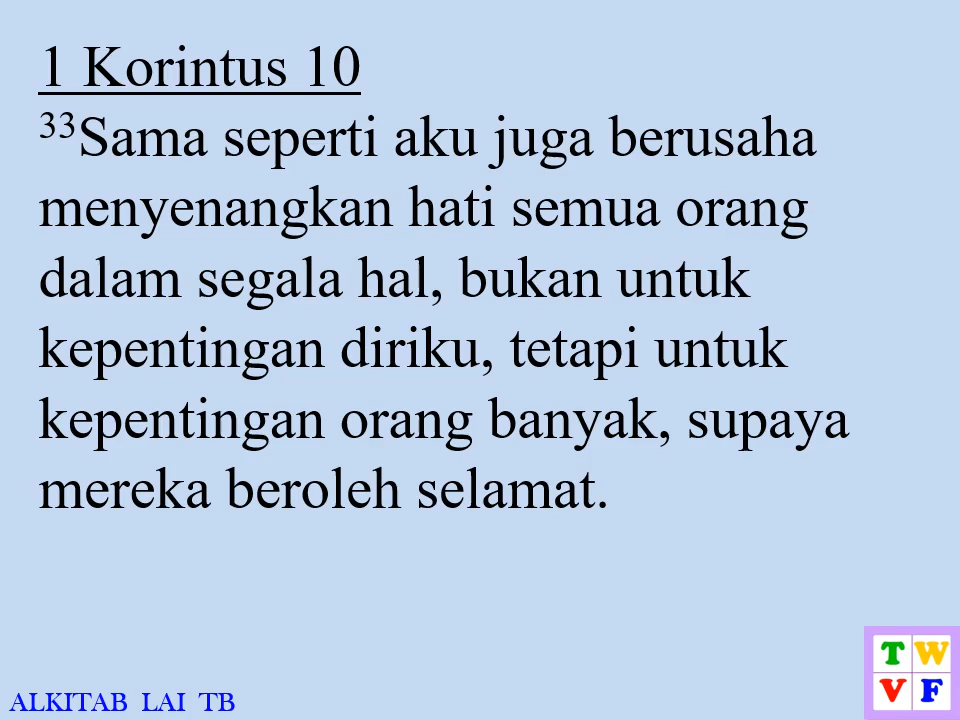 1 Korintus 10
33Sama seperti aku juga berusaha
menyenangkan hati semua orang
dalam segala hal, bukan untuk
kepentingan diriku, tetapi untuk
kepentingan orang banyak, supaya
mereka beroleh selamat.
ALKITAB LAI TB
T W
V F